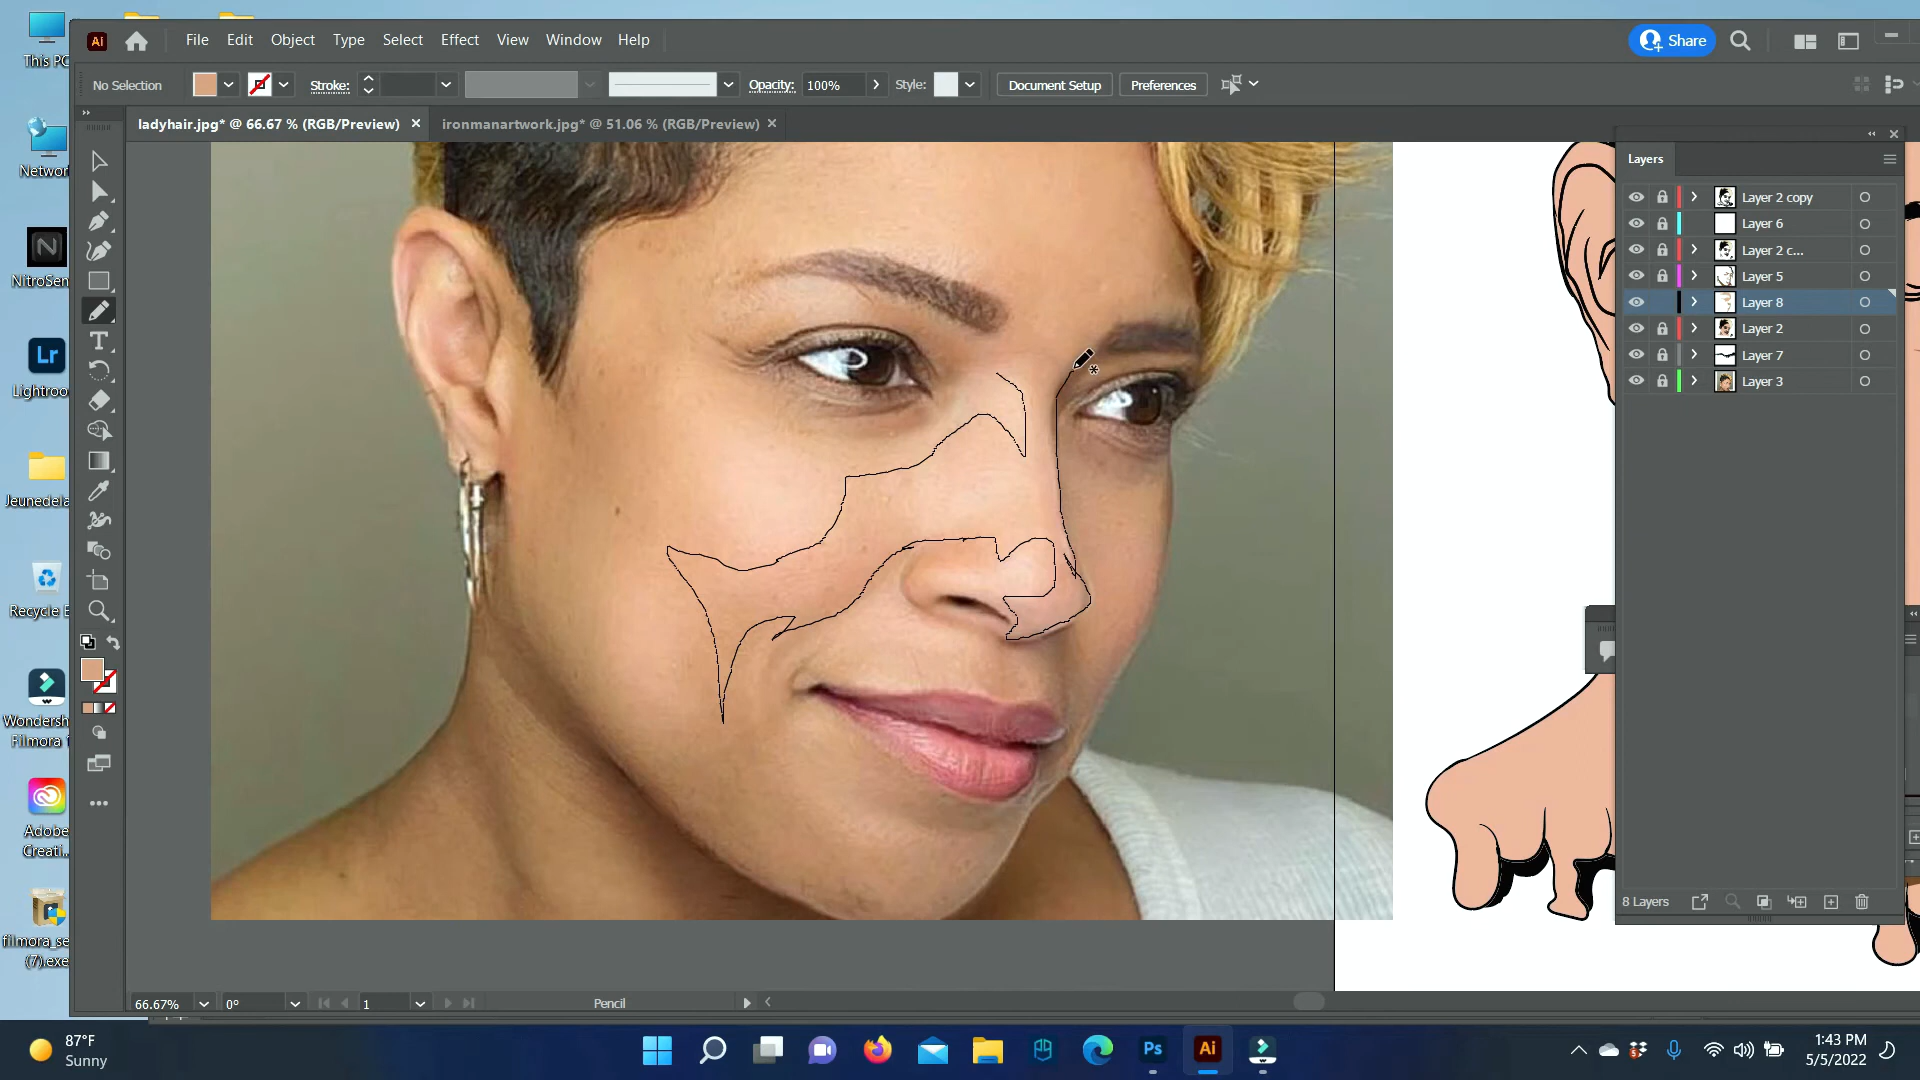 This PC
Ai
File Edit Object Type Select Effect View Window Help
Share
No Selection
Stroke:
Opacity: 100%
Style:
Document Setup
Preferences
ladyhair.jpg* @ 66.67 % (RGB/Preview)
ironmanartwork.jpg* @ 51.06 % (RGB/Preview)
Layers
Layer 2 copy
Layer 6
Layer 2 c...
Layer 5
Layer 8
Layer 2
Layer 7
Layer 3
8 Layers
Networ
NitroSen
Lr
Lightroo
Jeunedela
Recycle B
Wondersh
Filmora f
Adobe
Creati...
filmora_se
(7).exe
66.67%
0°
1
Pencil
87°F
Sunny
Ps
Ai
1:43 PM
5/5/2022